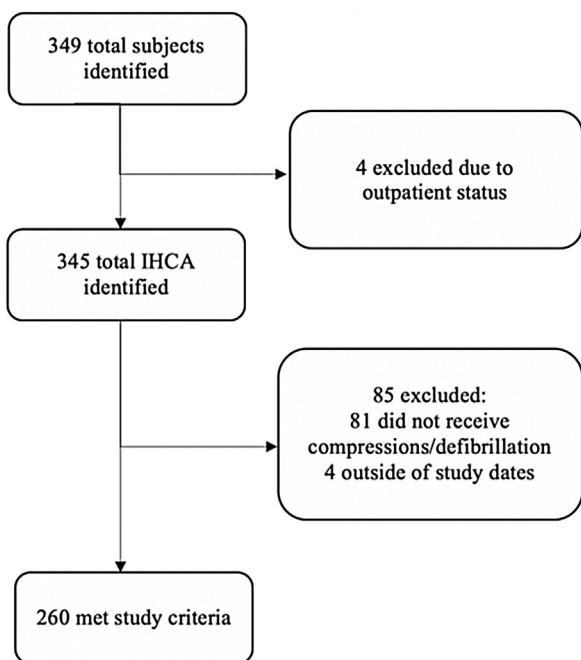 349 total subjects
identified
4 excluded due to
outpatient status
345 total IHCA
identified
85 excluded:
81 did not receive
compressions/defibrillation
4 outside of study dates
260 met study criteria